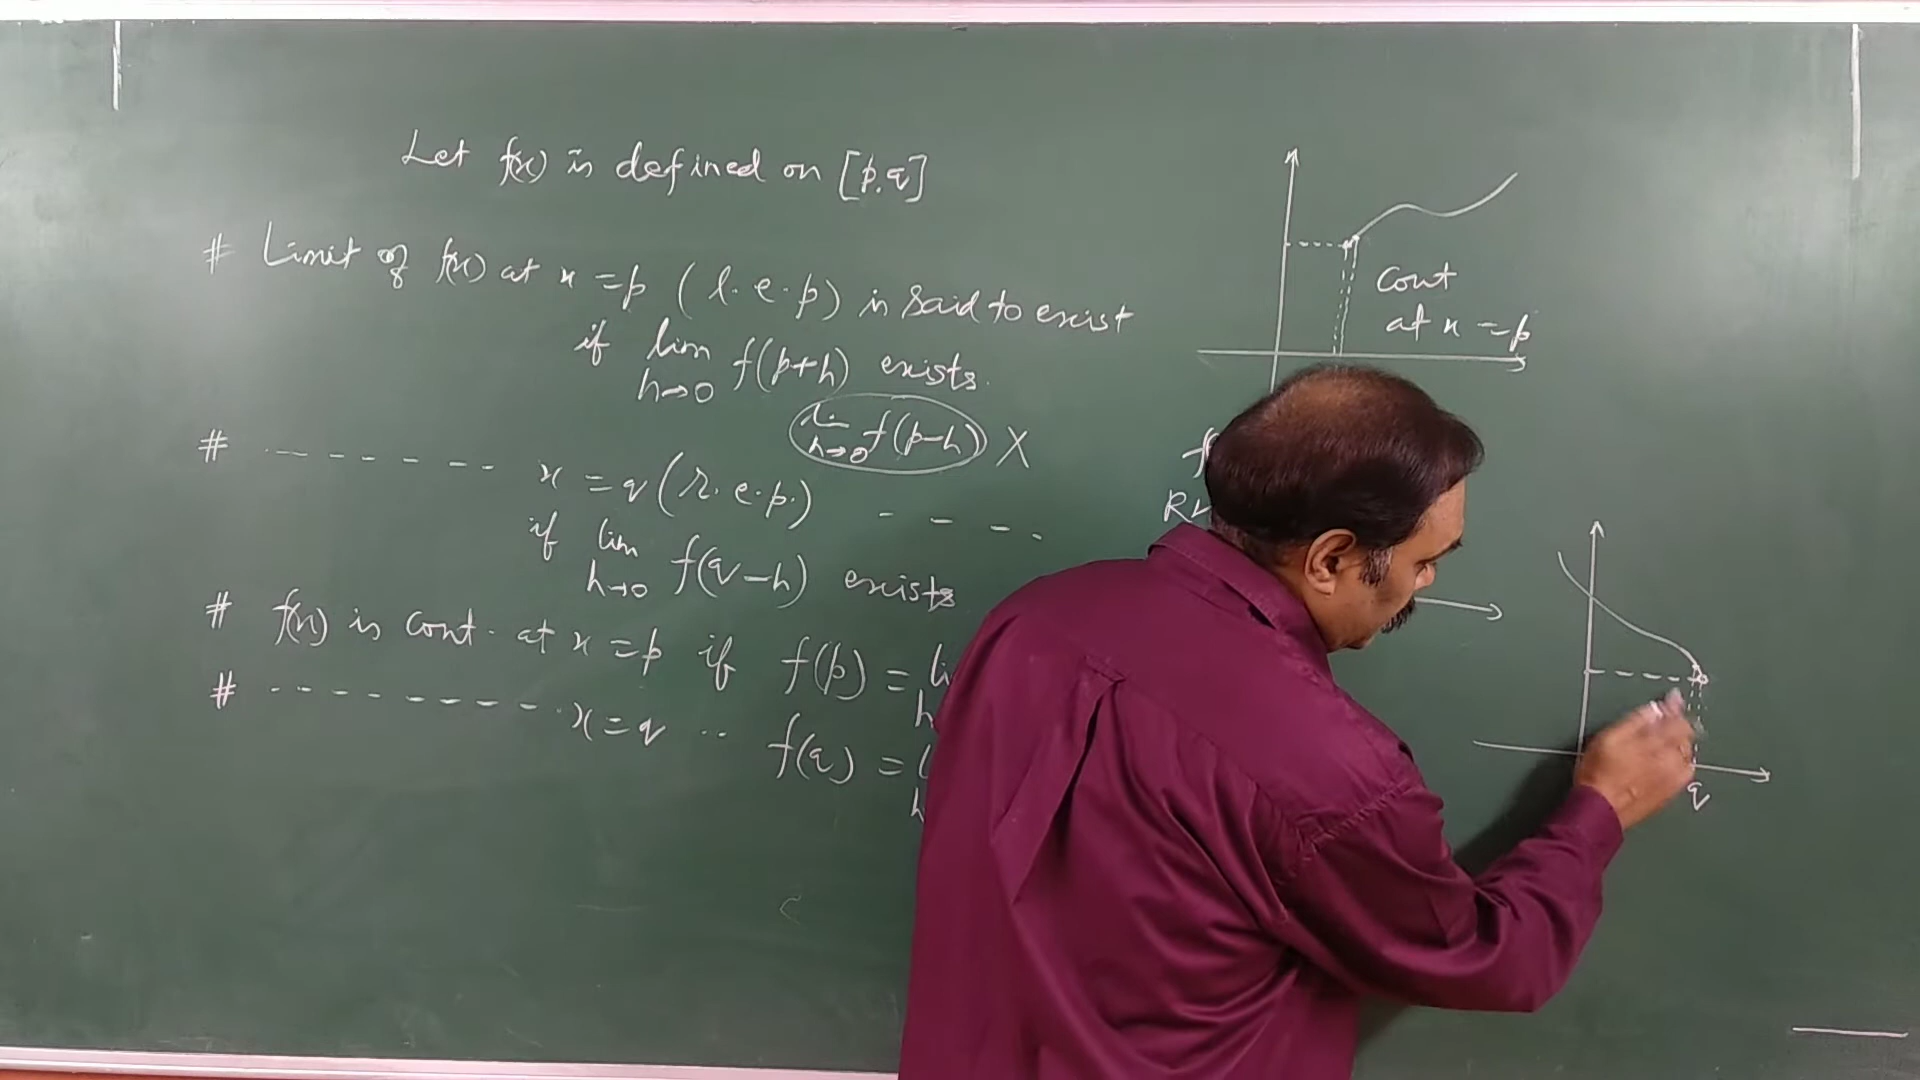 Let f(x) is defined on [p, q]
# Limit of f(x) at x = p (l. e. p) is said to exist
if lim h→0 f(p+h) exists.
lim h→0 f(p-h) X
# - - - - - - - x = q (r. e. p.) - - - -
if lim h→0 f(q-h) exists
# f(x) is cont. at x = p if f(p) =
# - - - - - - - - - - x = q .. f(q) =
Cont
at x = p
q